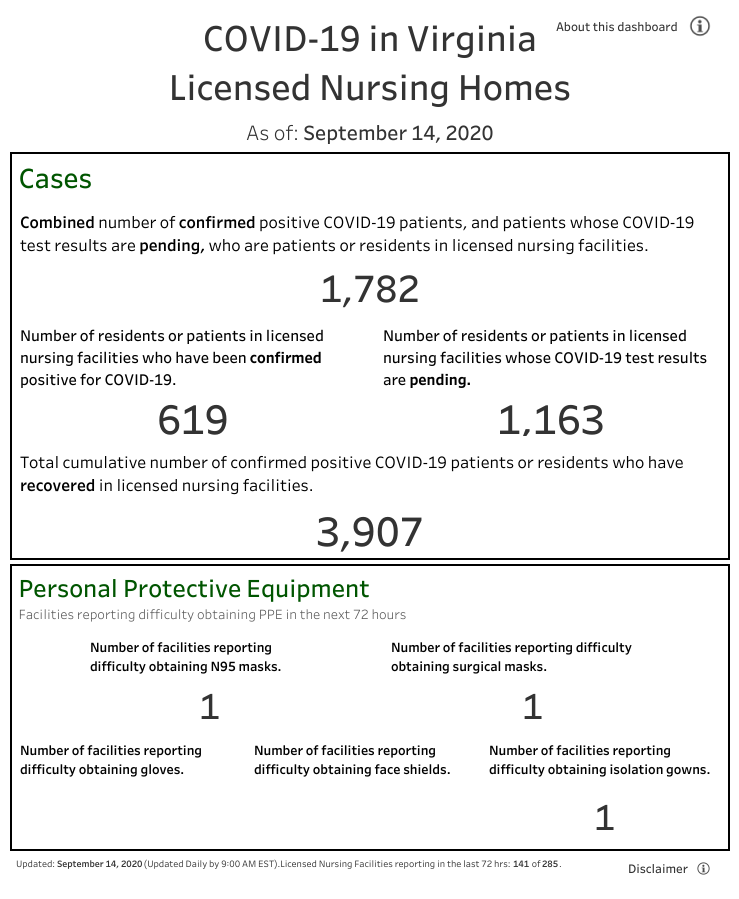 COVID-19 in Virginia
About this dashboard
Licensed Nursing Homes
As of: September 14, 2020
Cases
Combined number of confirmed positive COVID-19 patients, and patients whose COVID-19
test results are pending, who are patients or residents in licensed nursing facilities.
1,782
Number of residents or patients in licensed
nursing facilities who have been confirmed
positive for COVID-19.
619
Number of residents or patients in licensed
nursing facilities whose COVID-19 test results
are pending.
1,163
Total cumulative number of confirmed positive COVID-19 patients or residents who have
recovered in licensed nursing facilities.
3,907
Personal Protective Equipment
Facilities reporting difficulty obtaining PPE in the next 72 hours
Number of facilities reporting
difficulty obtaining N95 masks.
1
Number of facilities reporting difficulty
obtaining surgical masks.
1
Number of facilities reporting
difficulty obtaining gloves.
Number of facilities reporting
difficulty obtaining face shields.
Number of facilities reporting
difficulty obtaining isolation gowns.
1
Updated: September 14, 2020 (Updated Daily by 9:00 AM EST).Licensed Nursing Facilities reporting in the last 72 hrs: 141 of 285.
Disclaimer